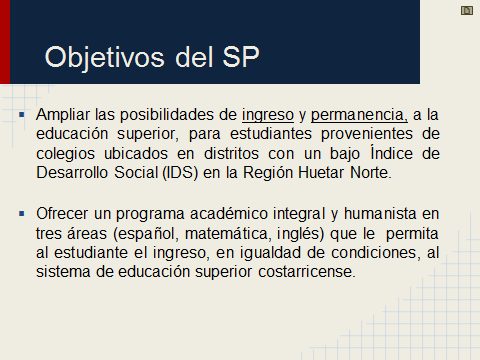 Objetivos del SP
Ampliar las posibilidades de ingreso y permanencia, a la
educación superior, para estudiantes provenientes de
colegios ubicados en distritos con un bajo Índice de
Desarrollo Social (IDS) en la Región Huetar Norte.
Ofrecer un programa académico integral y humanista en
tres áreas (español, matemática, inglés) que le permita
al estudiante el ingreso, en igualdad de condiciones, al
sistema de educación superior costarricense.